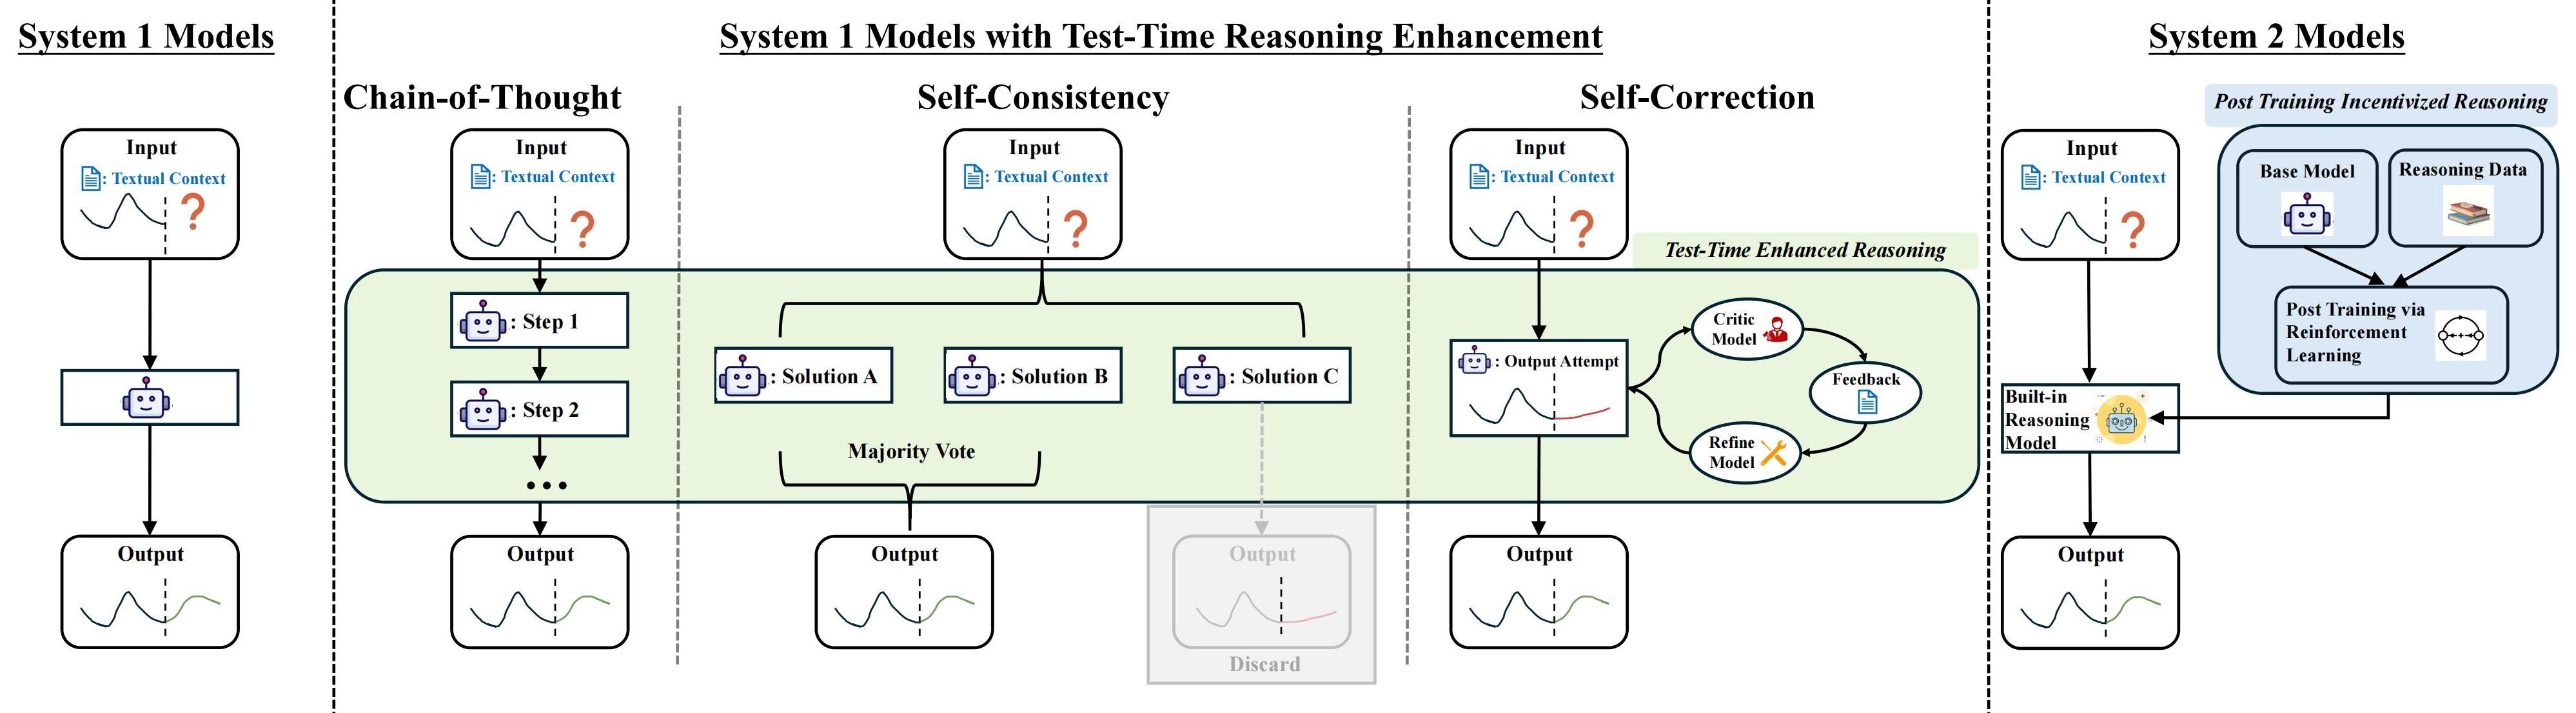 System 1 Models
Input
: Textual Context
?
Output
System 1 Models with Test-Time Reasoning Enhancement
Chain-of-Thought
Input
: Textual Context
?
: Step 1
: Step 2
...
Output
Self-Consistency
Input
: Textual Context
?
: Solution A
: Solution B
: Solution C
Majority Vote
Output
Output
Discard
Self-Correction
Input
: Textual Context
?
Test-Time Enhanced Reasoning
: Output Attempt
Critic
Model
Feedback
Refine
Model
Output
System 2 Models
Input
: Textual Context
?
Post Training Incentivized Reasoning
Base Model
Reasoning Data
Post Training via
Reinforcement
Learning
Built-in
Reasoning
Model
Output